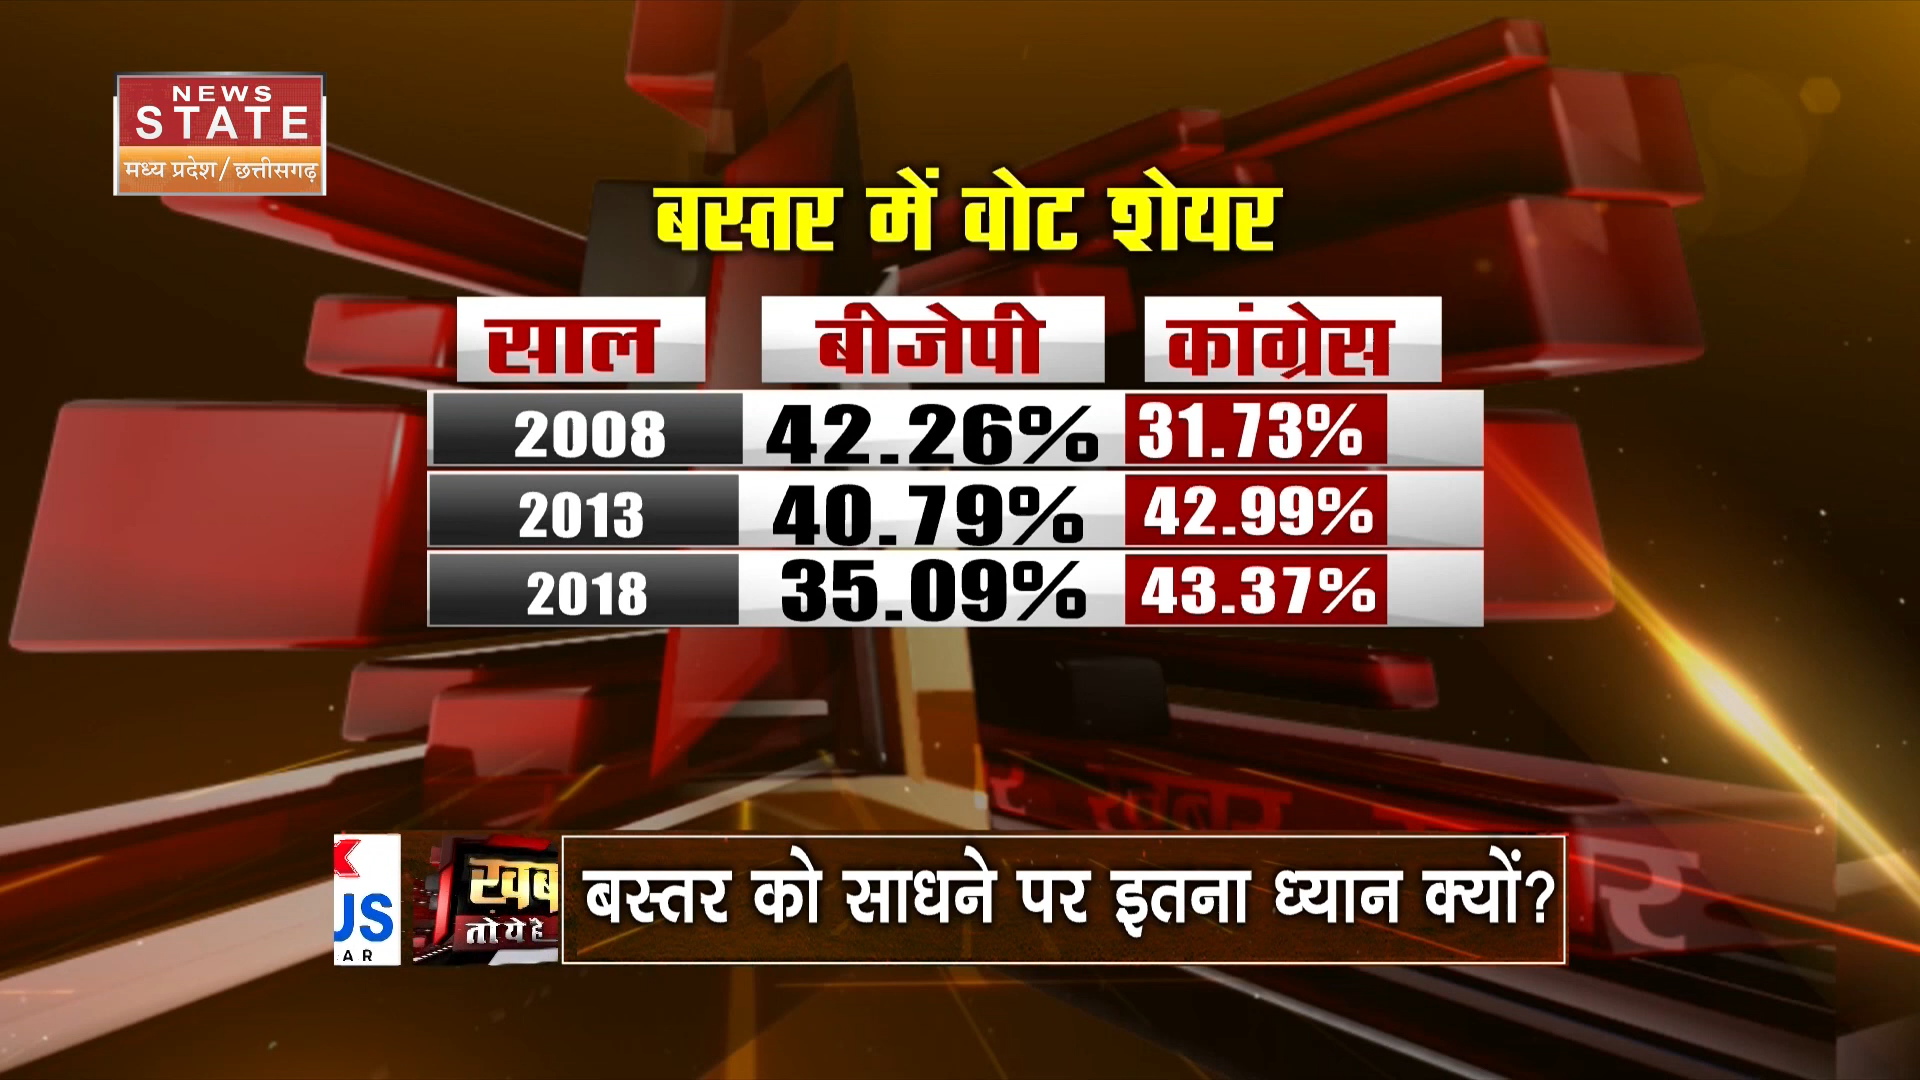 NEWS
STATE
मध्य प्रदेश/छत्तीसगढ़
बस्तर में वोट शेयर
साल बीजेपी कांग्रेस
2008 42.26% 31.73%
2013 40.79% 42.99%
2018 35.09% 43.37%
खबर
तो ये है
बस्तर को साधने पर इतना ध्यान क्यों?